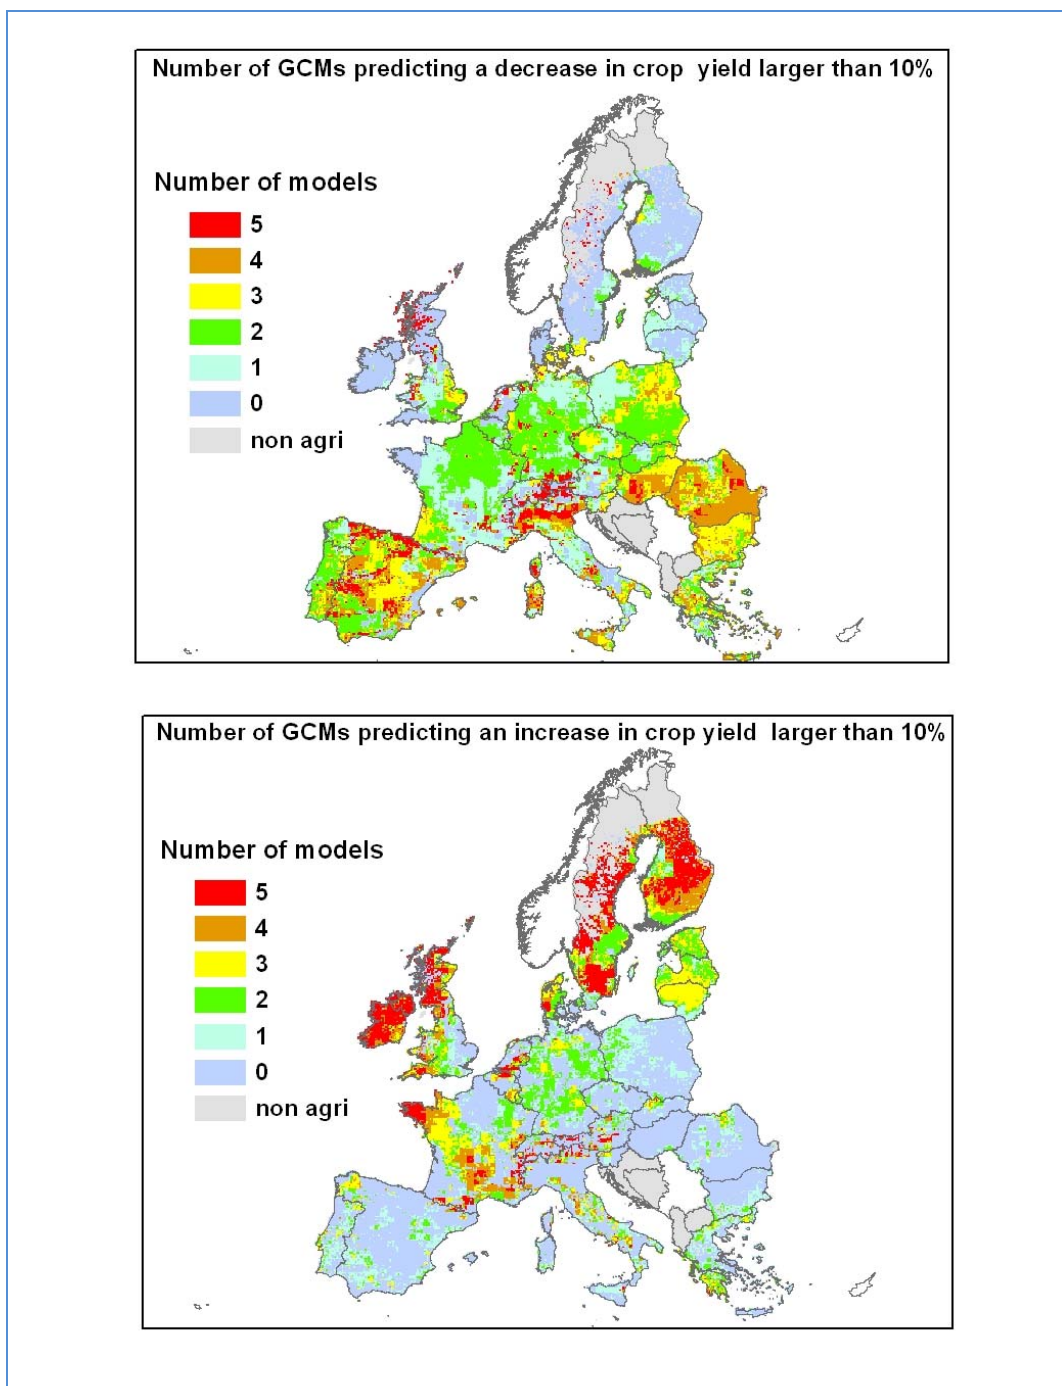 Number of GCMs predicting a decrease in crop yield larger than 10%
Number of models
5
4
3
2
1
0
non agri
Number of GCMs predicting an increase in crop yield larger than 10%
Number of models
5
4
3
2
1
0
non agri